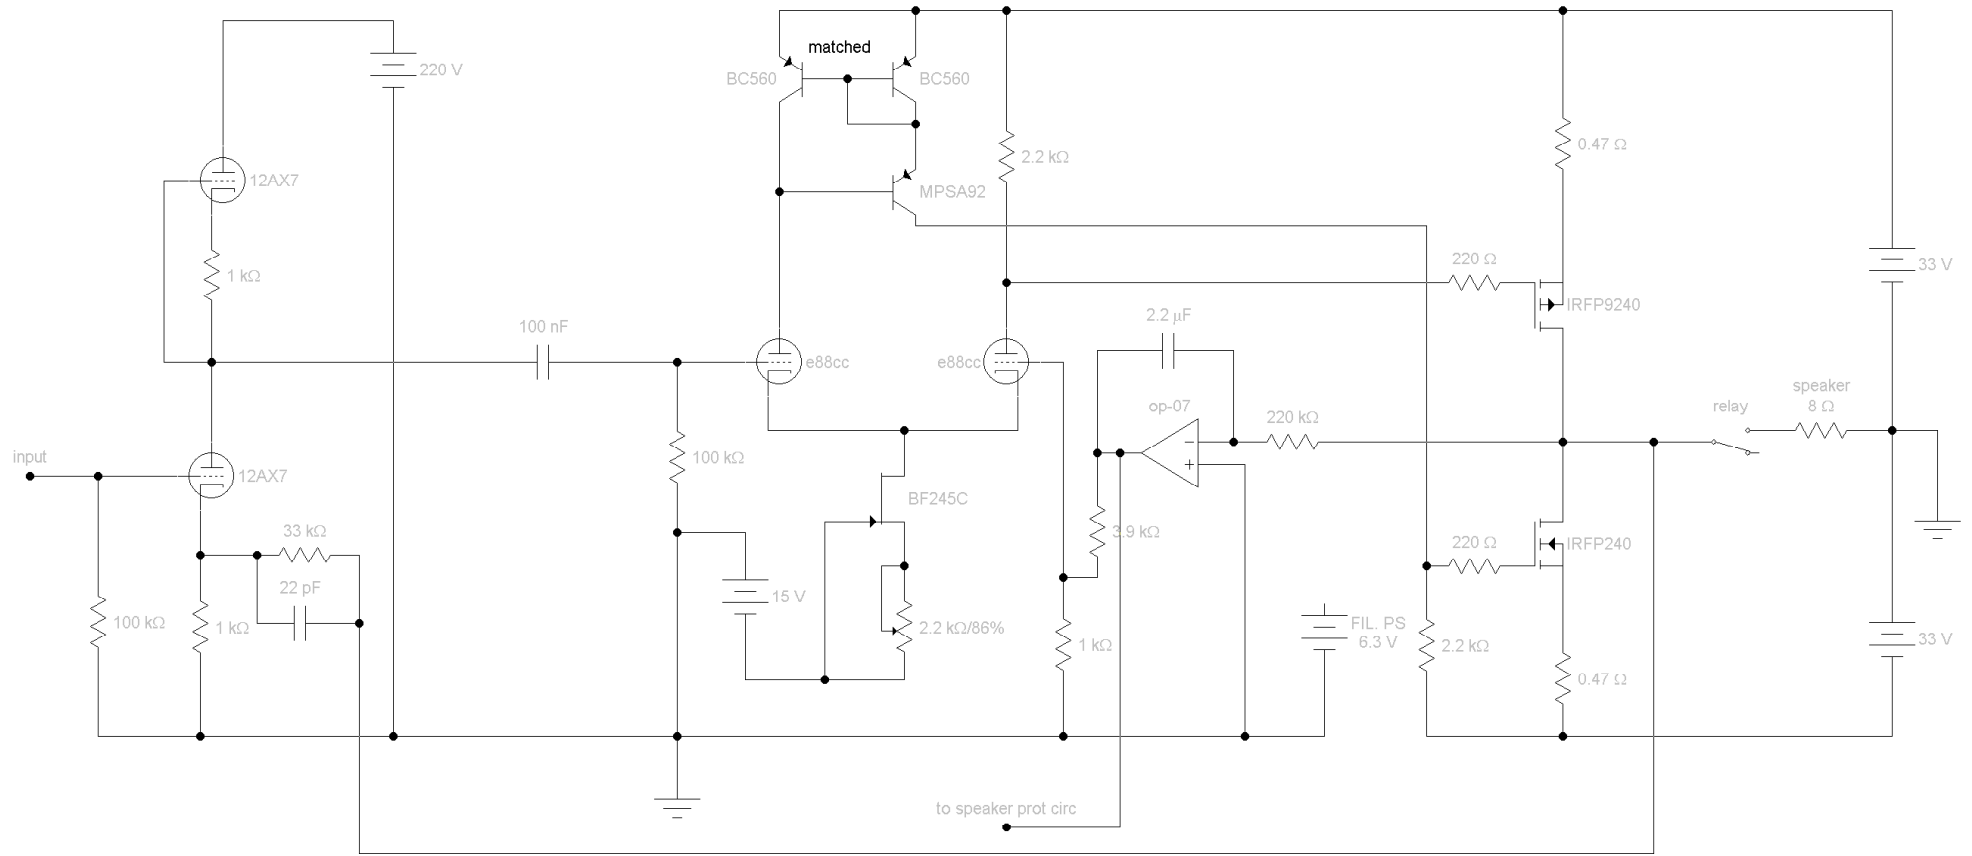 matched
220 V
BC560
BC560
0.47 Ω
2.2 kΩ
12AX7
MPSA92
220 Ω
33 V
1 kΩ
IRFP9240
2.2 µF
100 nF
e88cc
e88cc
speaker
8 Ω
op-07
relay
220 kΩ
input
100 kΩ
12AX7
BF245C
33 kΩ
3.9 kΩ
220 Ω
IRFP240
22 pF
15 V
100 kΩ
1 kΩ
2.2 kΩ/86%
FIL. PS
6.3 V
1 kΩ
2.2 kΩ
33 V
0.47 Ω
to speaker prot circ